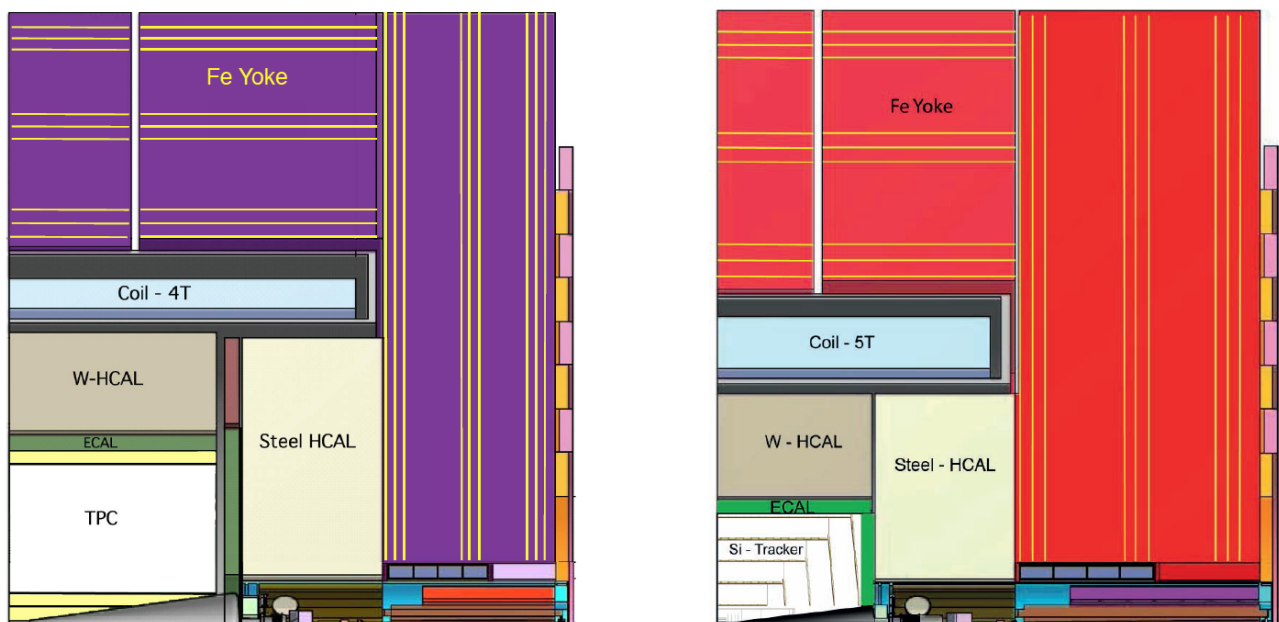 Fe Yoke
Coil - 4T
W-HCAL
ECAL
Steel HCAL
TPC
Fe Yoke
Coil - 5T
W - HCAL
Steel - HCAL
ECAL
Si - Tracker